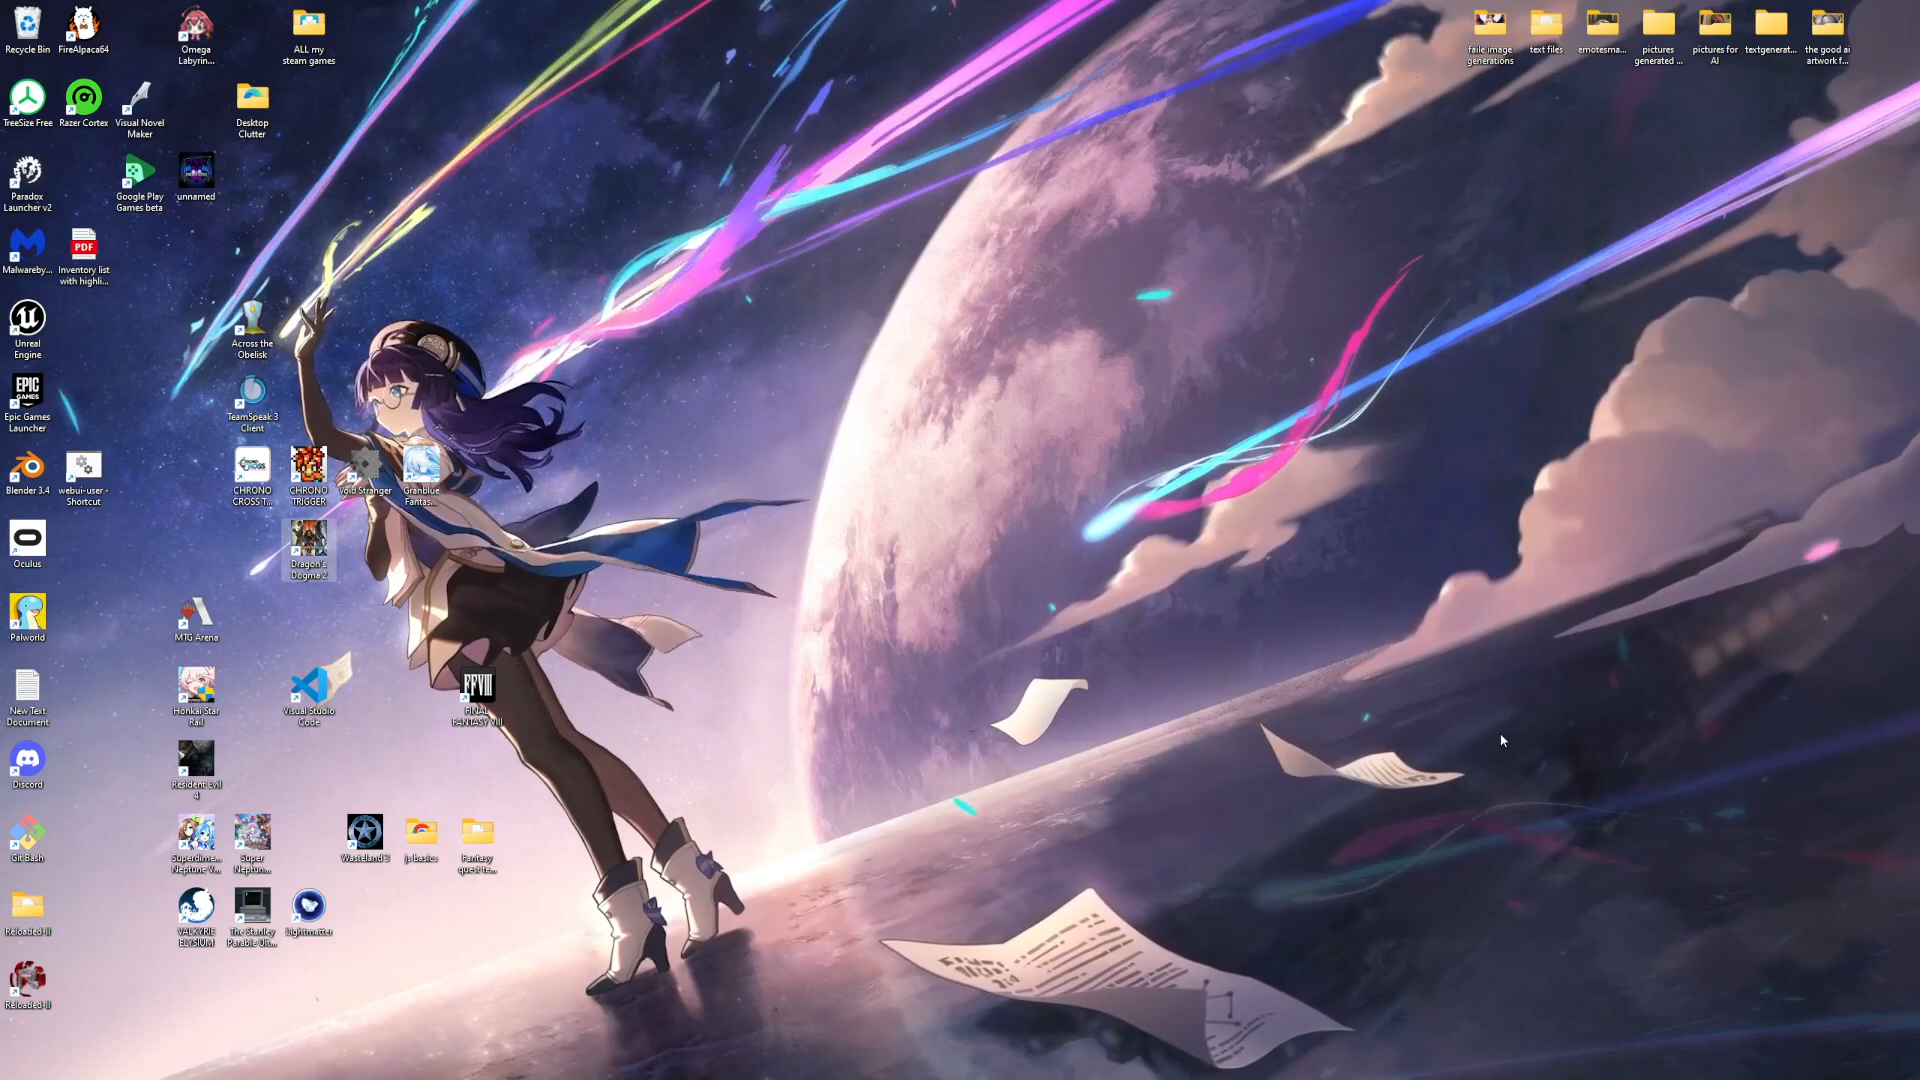 Recycle Bin
FireAlpaca64
Omega
Labyrin...
ALL my
steam games
faile image
generations
text files
emotesma...
pictures
generated ...
pictures for
AI
textgenerat...
the good ai
artwork f...
TreeSize Free
Razer Cortex
Visual Novel
Maker
Desktop
Clutter
Paradox
Launcher v2
Google Play
Games beta
unnamed
Malwareby...
PDF
Inventory list
with highli...
Unreal
Engine
Across the
Obelisk
EPIC
GAMES
Epic Games
Launcher
TeamSpeak 3
Client
Blender 3.4
webui-user -
Shortcut
CHRONO
CROSS
CHRONO
CROSS T...
CHRONO
TRIGGER
Void Stranger
Granblue
Fantas...
Oculus
Dragon's
Dogma 2
Palworld
MTG Arena
New Text
Document
Honkai Star
Rail
Visual Studio
Code
FFVIII
FINAL
FANTASY VIII
Discord
Resident Evil
4
Git Bash
Superdime...
Neptune V...
Super
Neptun...
Wasteland 3
js basics
Fantasy
quest te...
Reloaded-II
VALKYRIE
ELYSIUM
The Stanley
Parable Ult...
Lightmatter
Reloaded-II